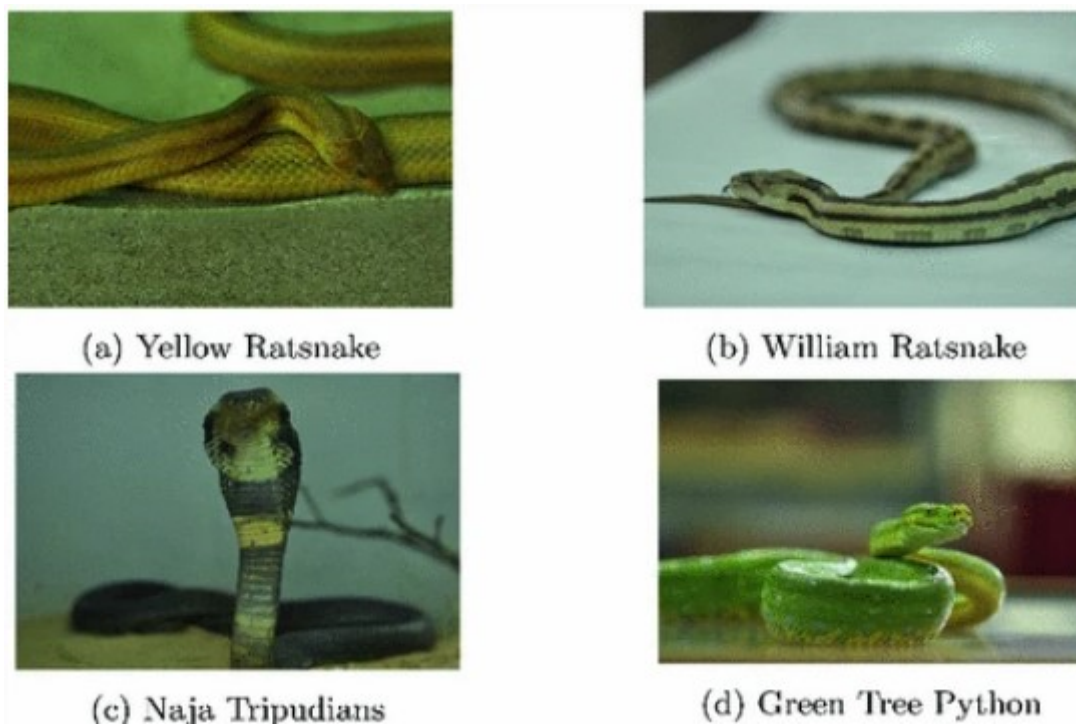 (a) Yellow Ratsnake
(b) William Ratsnake
(c) Naja Tripudians
(d) Green Tree Python